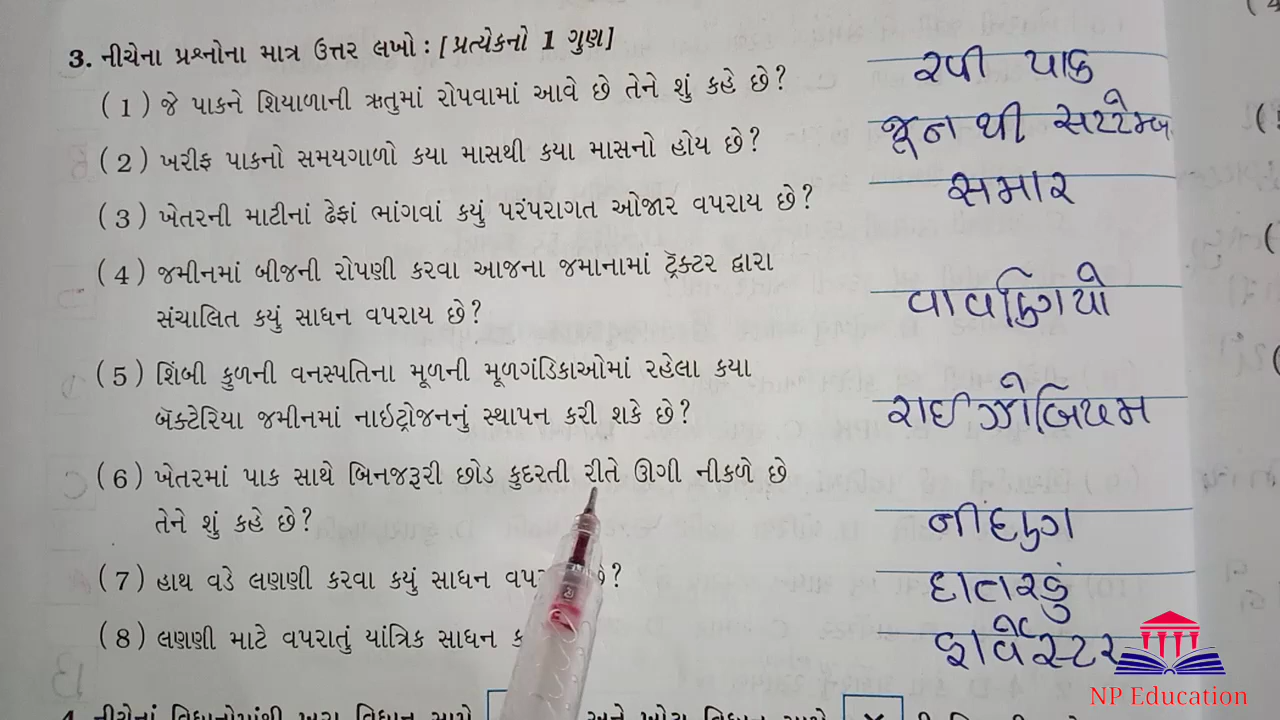 3. નીચેના પ્રશ્નોના માત્ર ઉત્તર લખો : [પ્રત્યેકનો 1 ગુણ]
( 1 ) જે પાકને શિયાળાની ઋતુમાં રોપવામાં આવે છે તેને શું કહે છે? રવી પાક
( 2 ) ખરીફ પાકનો સમયગાળો કયા માસથી કયા માસનો હોય છે? જૂન થી સપ્ટેમ્બ
( 3 ) ખેતરની માટીનાં ઢેફાં ભાંગવાં કયું પરંપરાગત ઓજાર વપરાય છે? સમાર
( 4 ) જમીનમાં બીજની રોપણી કરવા આજના જમાનામાં ટ્રૅક્ટર દ્વારા
સંચાલિત કયું સાધન વપરાય છે? વાવણિયો
( 5 ) શિંબી કુળની વનસ્પતિના મૂળની મૂળગંડિકાઓમાં રહેલા કયા
બૅક્ટેરિયા જમીનમાં નાઈટ્રોજનનું સ્થાપન કરી શકે છે? રાઈઝોબિયમ
( 6 ) ખેતરમાં પાક સાથે બિનજરૂરી છોડ કુદરતી રીતે ઊગી નીકળે છે
તેને શું કહે છે? નીંદણ
( 7 ) હાથ વડે લણણી કરવા કયું સાધન છે? દાતરડું
( 8 ) લણણી માટે વપરાતું યાંત્રિક સાધન હાર્વેસ્ટર
NP Education